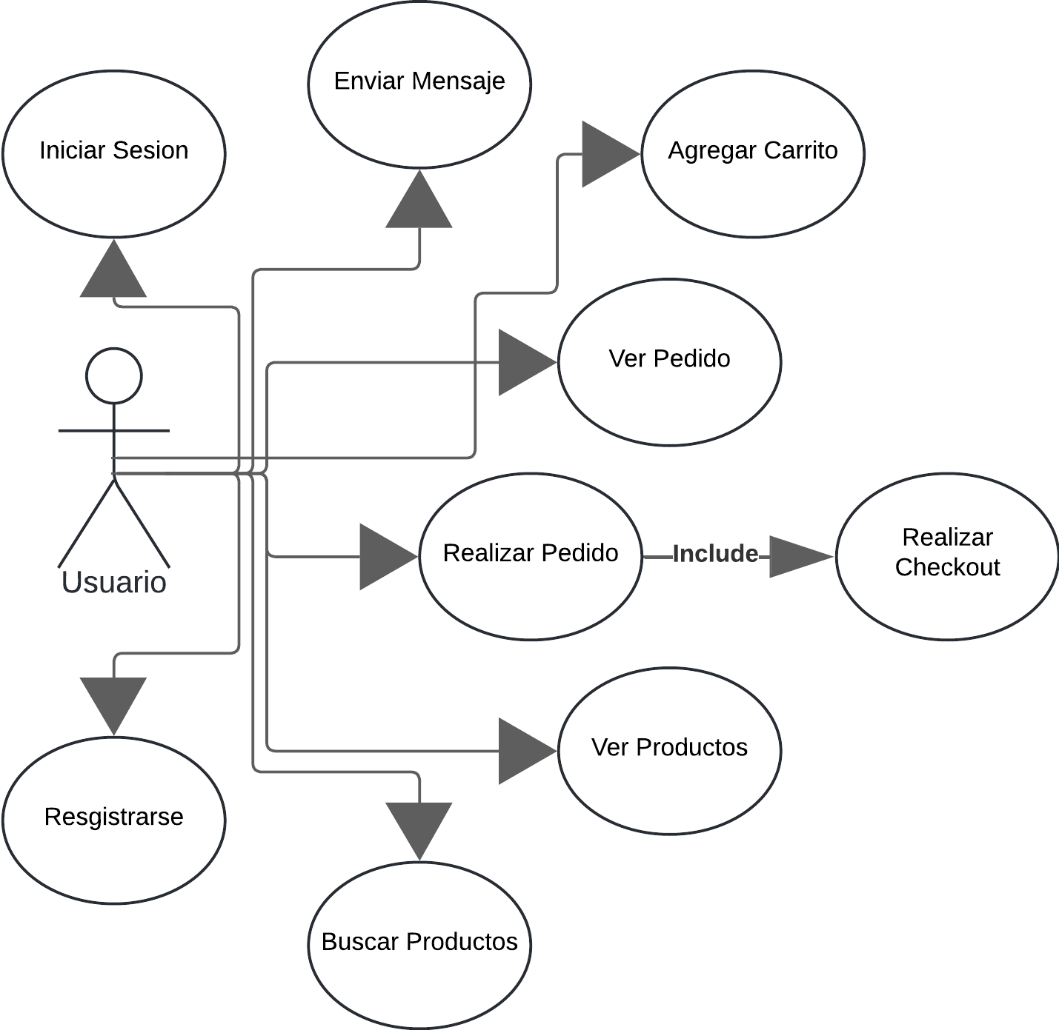 Enviar Mensaje
Iniciar Sesion
Agregar Carrito
Ver Pedido
Realizar Pedido
Include
Realizar
Checkout
Usuario
Ver Productos
Resgistrarse
Buscar Productos